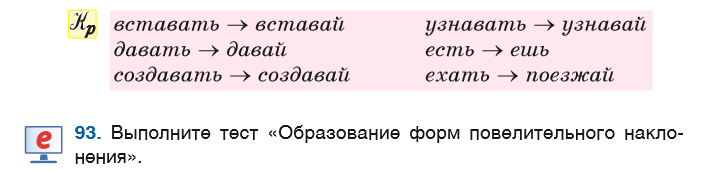 Кр
вставать → вставай узнавать → узнавай
давать → давай есть → ешь
создавать → создавай ехать → поезжай
е
93. Выполните тест «Образование форм повелительного накло-
нения».